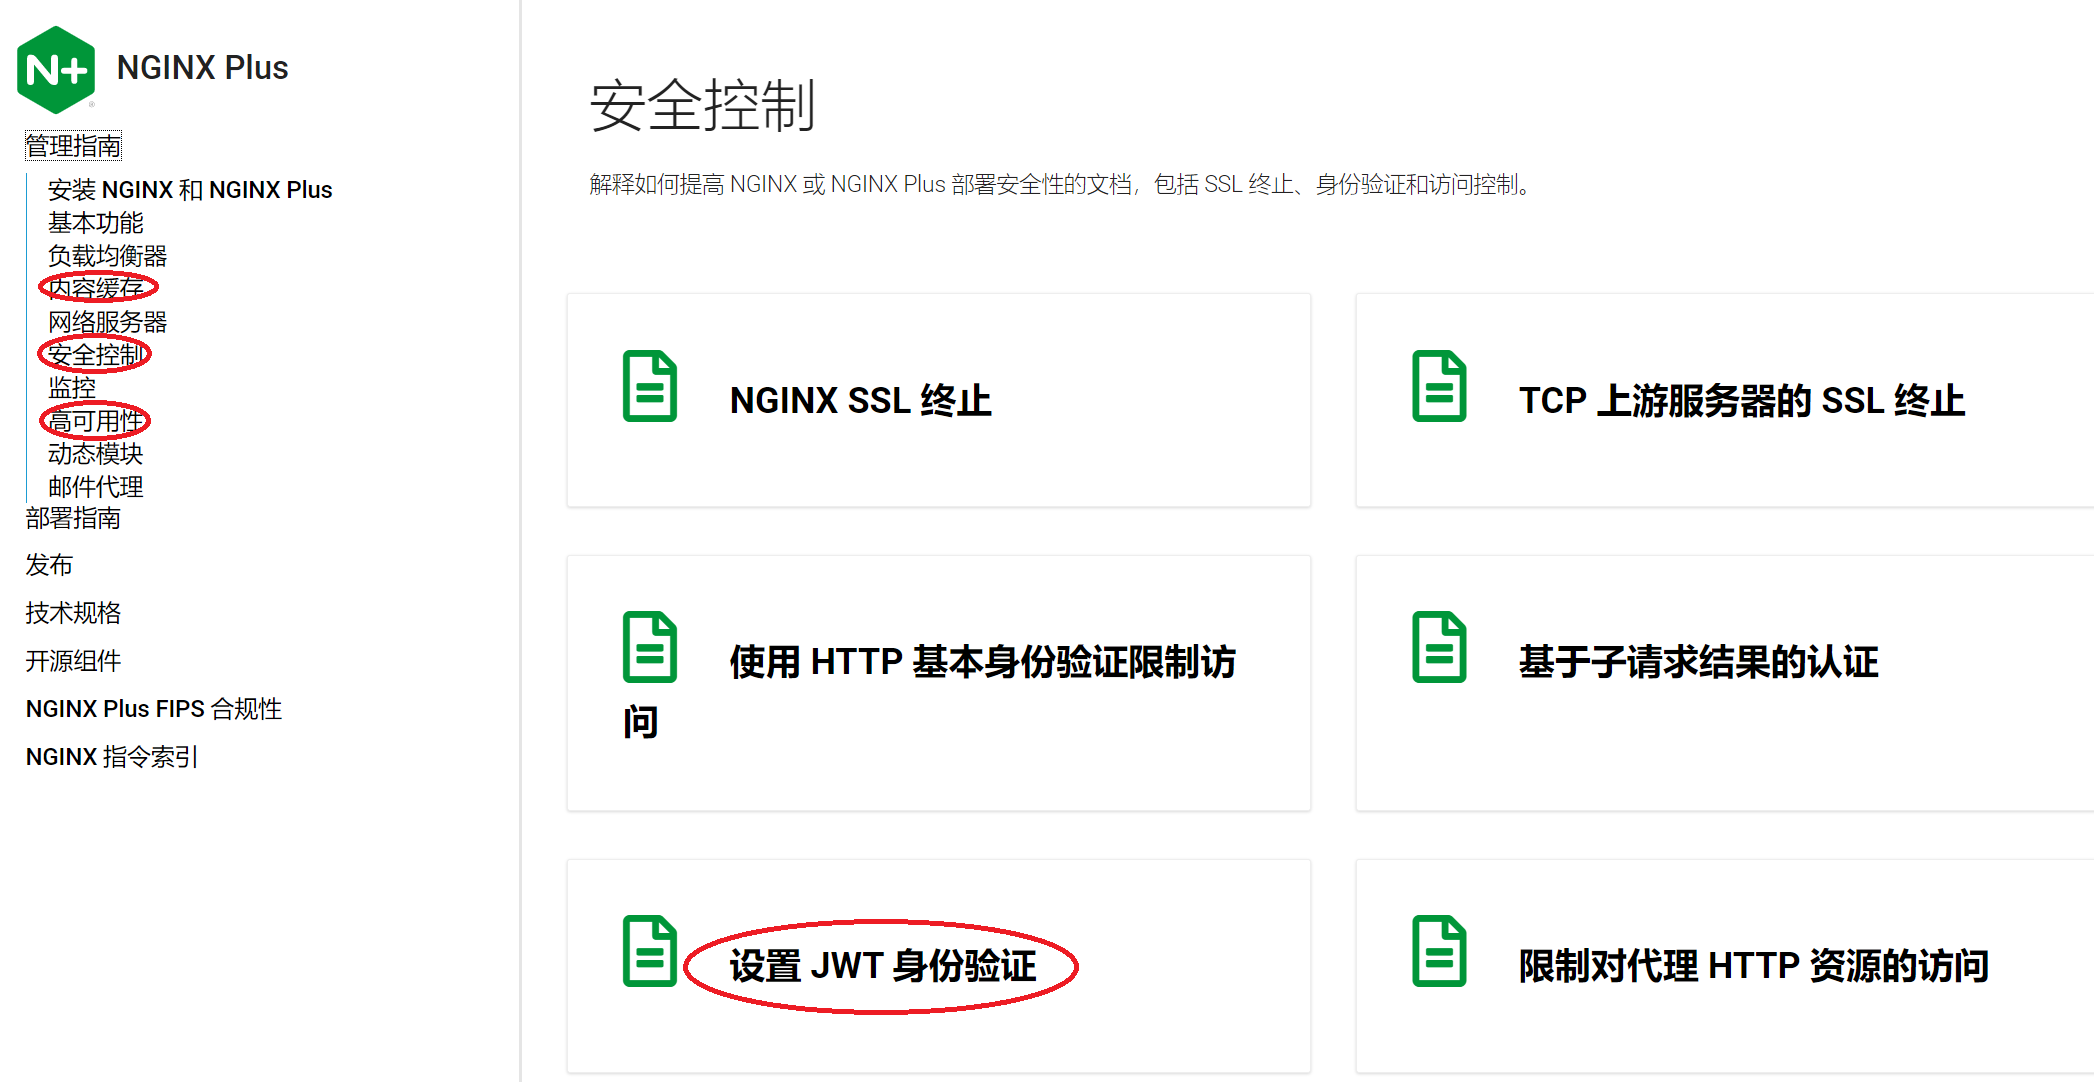 N+
NGINX Plus
管理指南
安装 NGINX 和 NGINX Plus
基本功能
负载均衡器
内容缓存
网络服务器
安全控制
监控
高可用性
动态模块
邮件代理
部署指南
发布
技术规格
开源组件
NGINX Plus FIPS 合规性
NGINX 指令索引
安全控制
解释如何提高 NGINX 或 NGINX Plus 部署安全性的文档，包括 SSL 终止、身份验证和访问控制。
NGINX SSL 终止
TCP 上游服务器的 SSL 终止
使用 HTTP 基本身份验证限制访
问
基于子请求结果的认证
设置 JWT 身份验证
限制对代理 HTTP 资源的访问